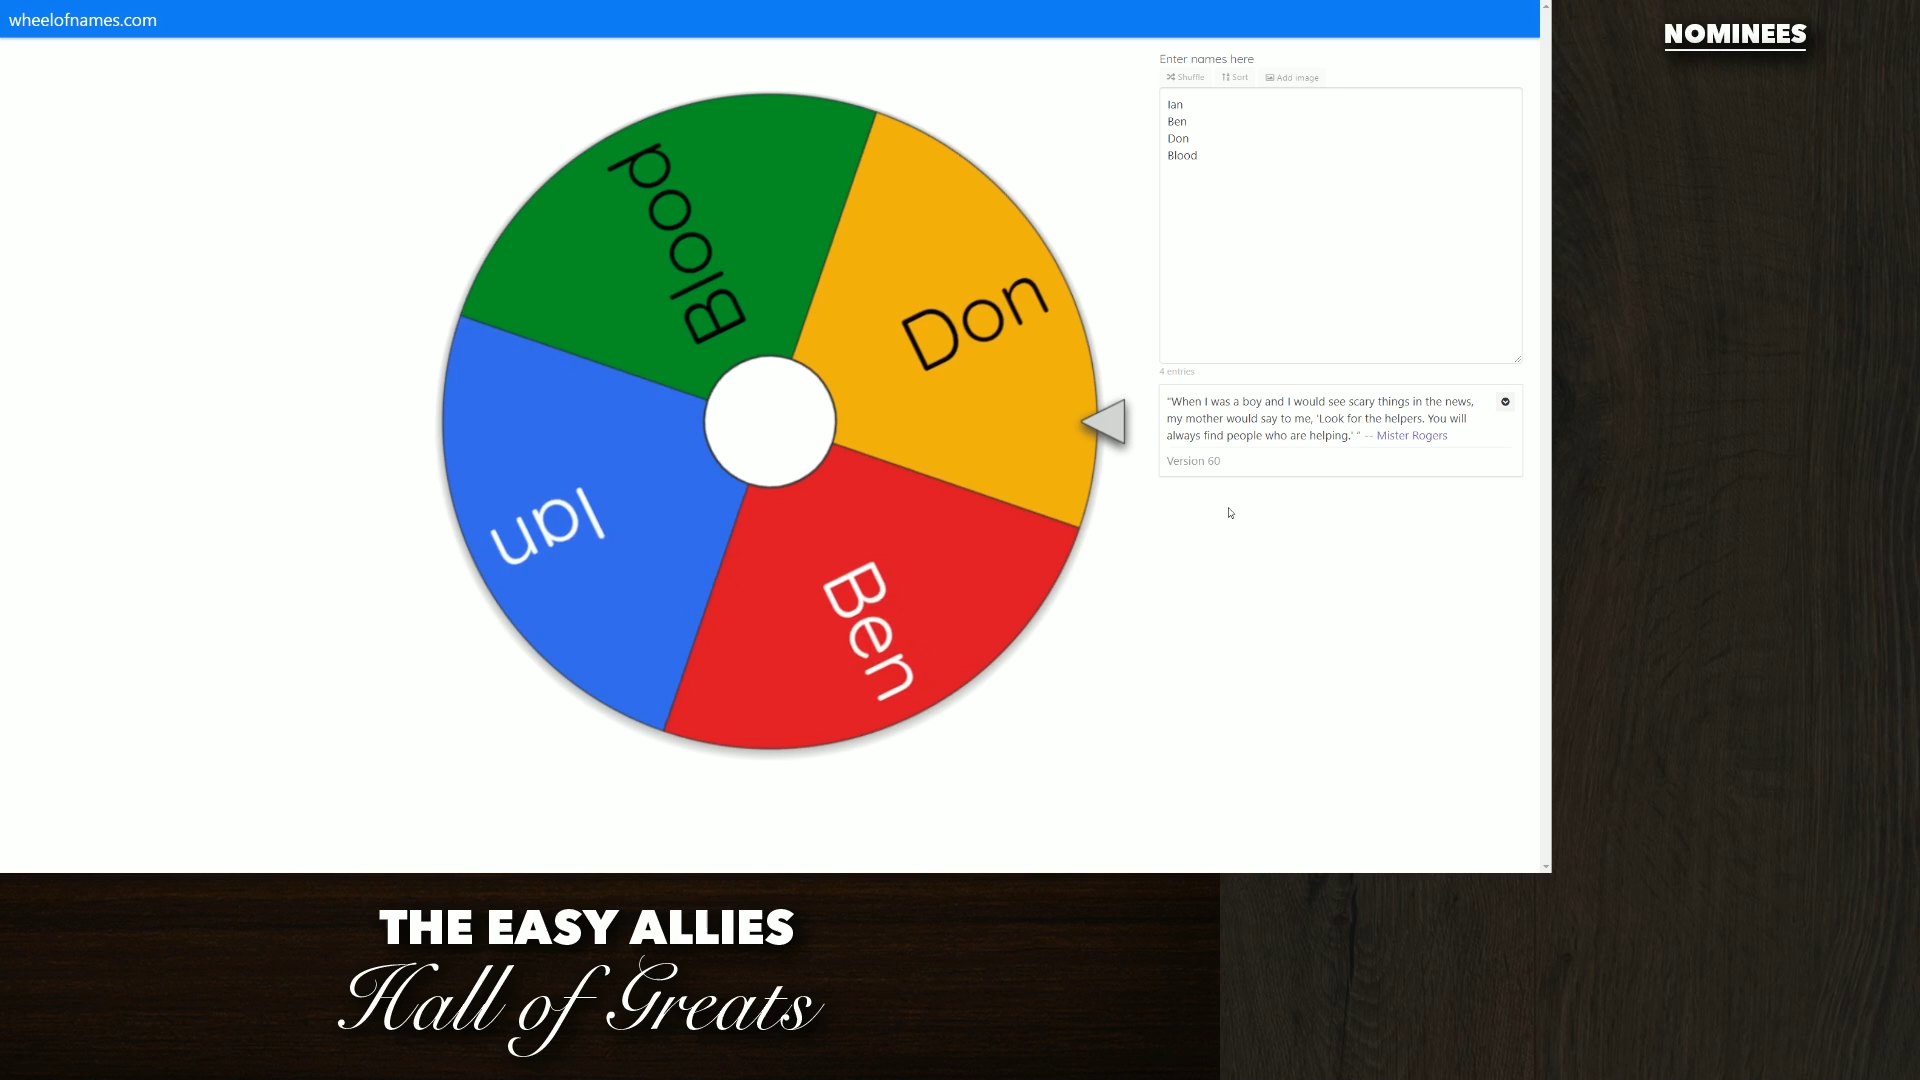 wheelofnames.com
NOMINEES
Enter names here
Shuffle Sort Add image
Ian
Ben
Don
Blood
4 entries
"When I was a boy and I would see scary things in the news,
my mother would say to me, 'Look for the helpers. You will
always find people who are helping.' " -- Mister Rogers
Version 60
Blood
Don
Ian
Ben
THE EASY ALLIES
Hall of Greats